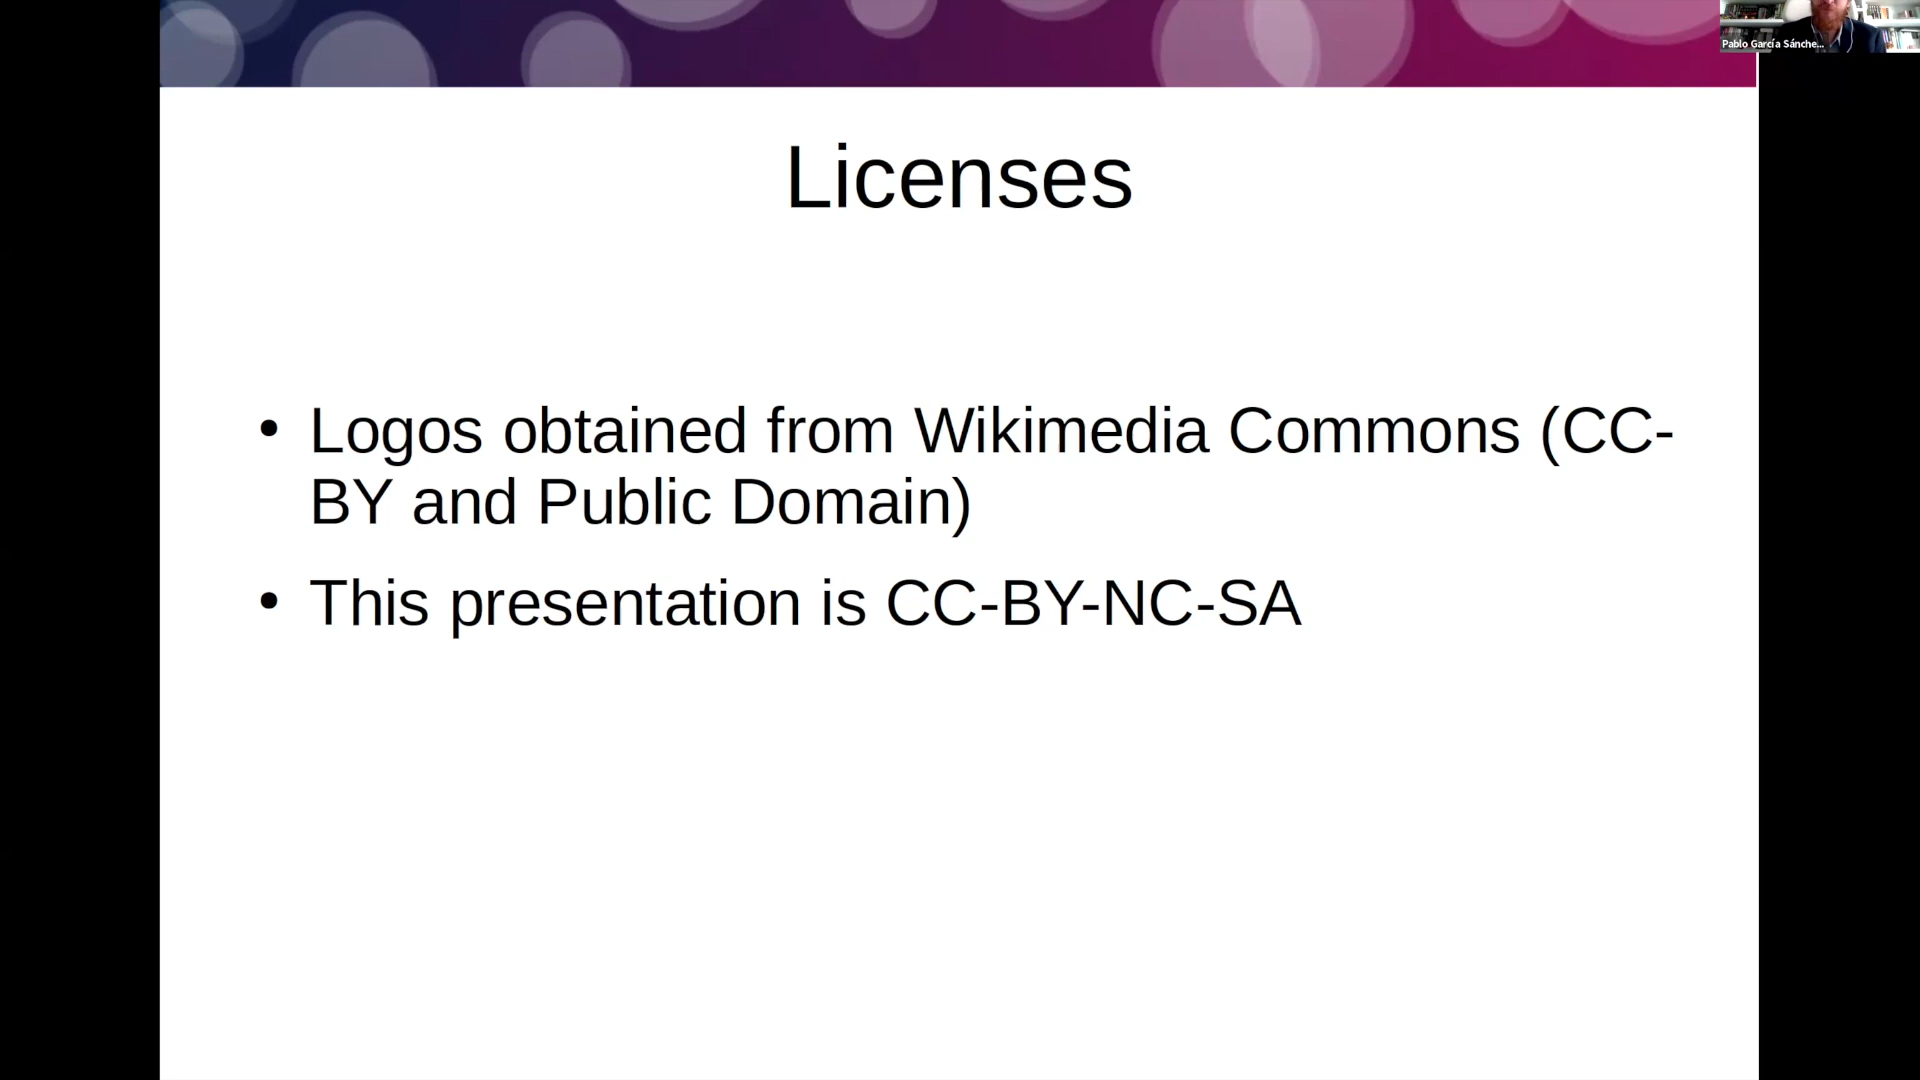 Pablo García Sánche...
Licenses
• Logos obtained from Wikimedia Commons (CC-
BY and Public Domain)
• This presentation is CC-BY-NC-SA